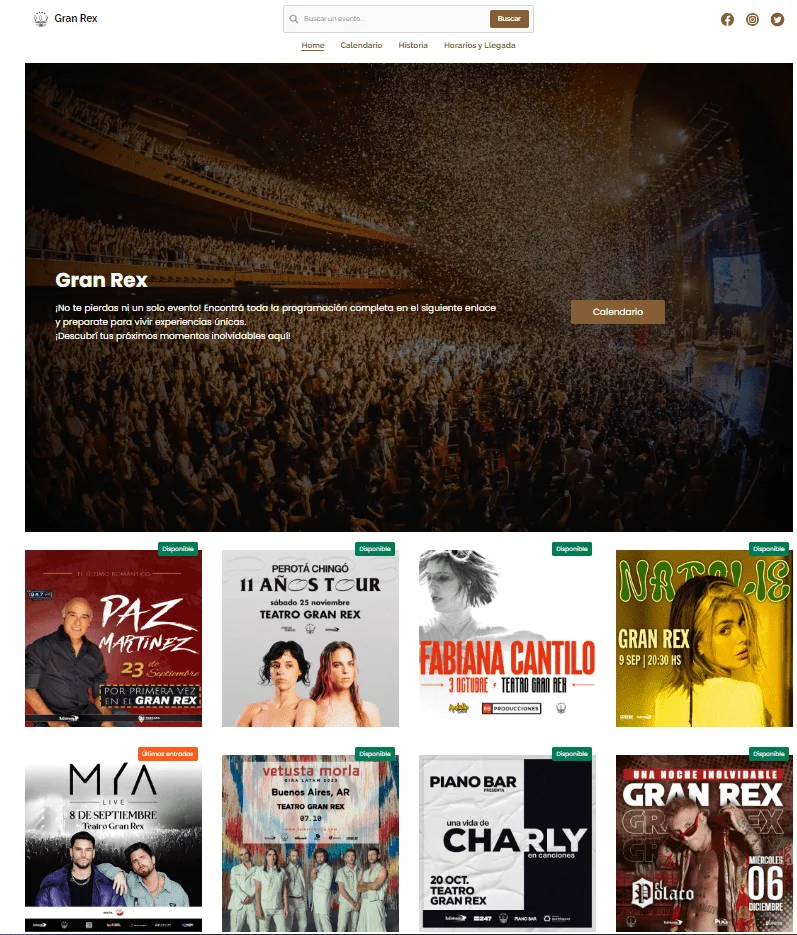 Gran Rex
Buscar un evento...
Buscar
Home
Calendario
Historia
Horarios y Llegada
Gran Rex
¡No te pierdas ni un solo evento! Encontrá toda la programación completa en el siguiente enlace
y preparate para vivir experiencias únicas.
¡Descubrí tus próximos momentos inolvidables aquí!
Calendario
Disponible
EL ÚLTIMO ROMÁNTICO
94.7
PAZ
MARTÍNEZ
23 de
Septiembre
POR PRIMERA VEZ
EN EL GRAN REX
Disponible
PEROTÁ CHINGÓ
11 AÑOS TOUR
sábado 25 noviembre
TEATRO GRAN REX
Disponible
FABIANA CANTILO
3 OCTUBRE
TEATRO GRAN REX
PRODUCCIONES
Disponible
NATALIE
GRAN REX
9 SEP | 20:30 HS
Últimas entradas
MYA
LIVE
8 DE SEPTIEMBRE
Teatro Gran Rex
Disponible
vetusta morla
GIRA LATAM 2023
Buenos Aires, AR
TEATRO GRAN REX
07.10
Disponible
PIANO BAR
PRESENTA
una vida de
CHARLY
en canciones
20 OCT.
TEATRO
GRAN REX
247
PIANO BAR
Disponible
UNA NOCHE INOLVIDABLE
GRAN REX
GRAN REX
El Polaco
MIÉRCOLES
06
DICIEMBRE